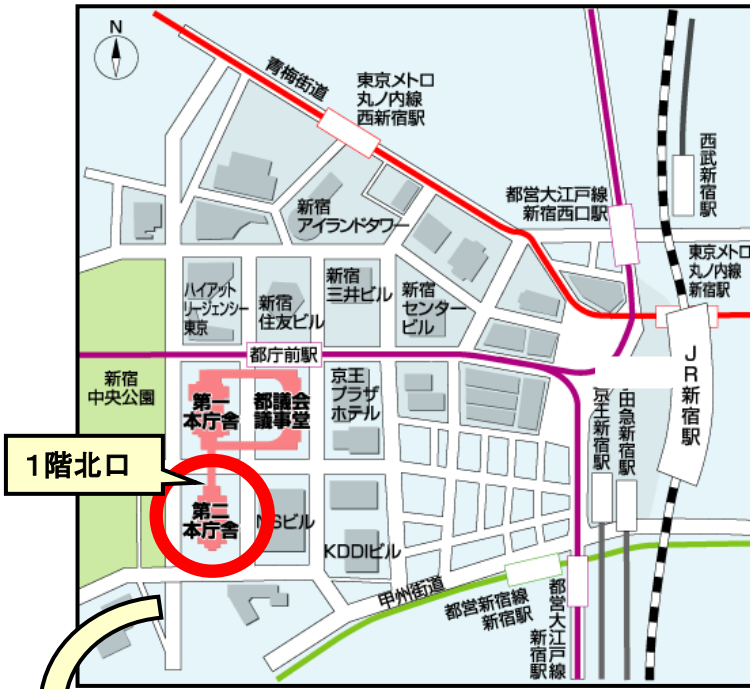 N
青梅街道
東京メトロ
丸ノ内線
西新宿駅
西武新宿駅
都営大江戸線
新宿西口駅
新宿
アイランドタワー
東京メトロ
丸ノ内線
新宿駅
ハイアット
リージェンシー
東京
新宿
住友ビル
新宿
三井ビル
新宿
センター
ビル
都庁前駅
JR新宿駅
新宿
中央公園
第一
本庁舎
都議会
議事堂
京王
プラザ
ホテル
京王新宿駅
田急新宿駅
1階北口
第二
本庁舎
NSビル
KDDIビル
甲州街道
都営新宿線
新宿駅
都営大江戸線
新宿駅